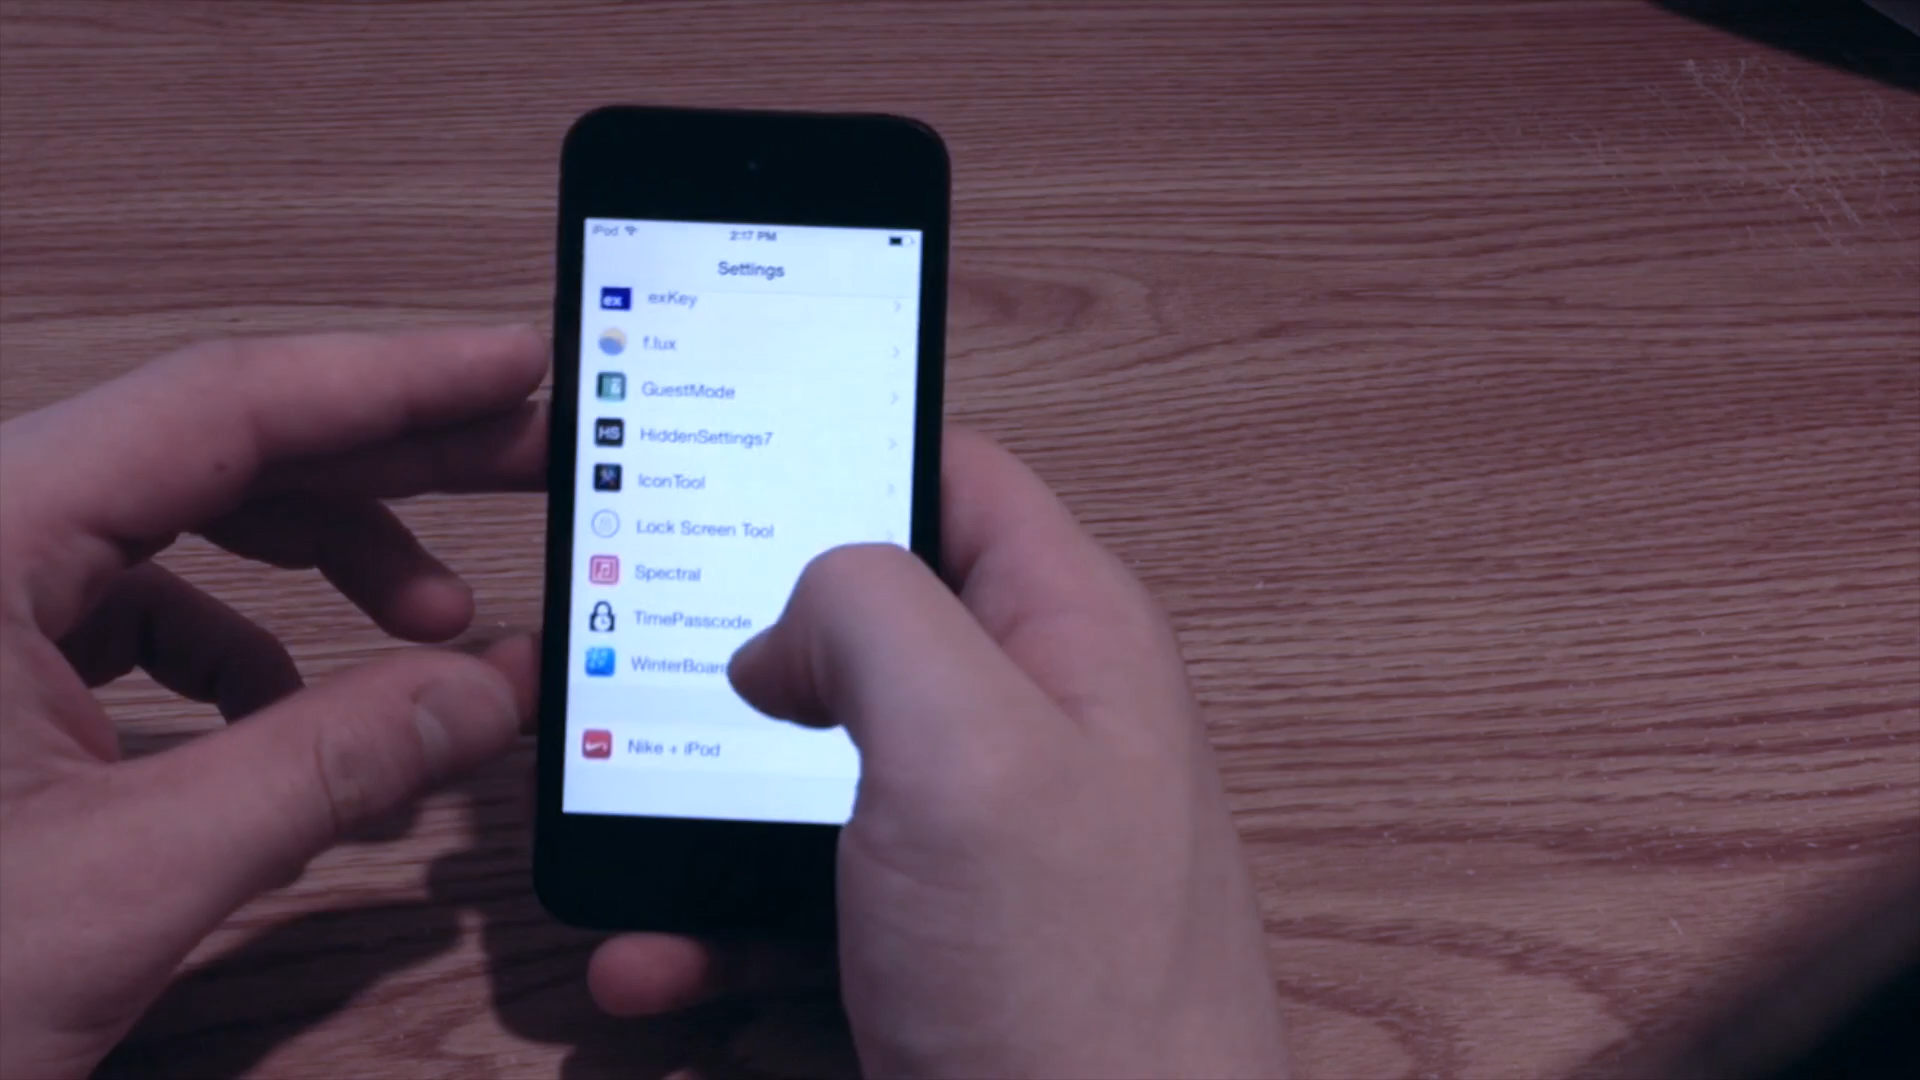 iPod 2:17 PM
Settings
ex exKey
f.lux
GuestMode
HS HiddenSettings7
IconTool
Lock Screen Tool
Spectral
TimePasscode
WinterBoar
Nike + iPod